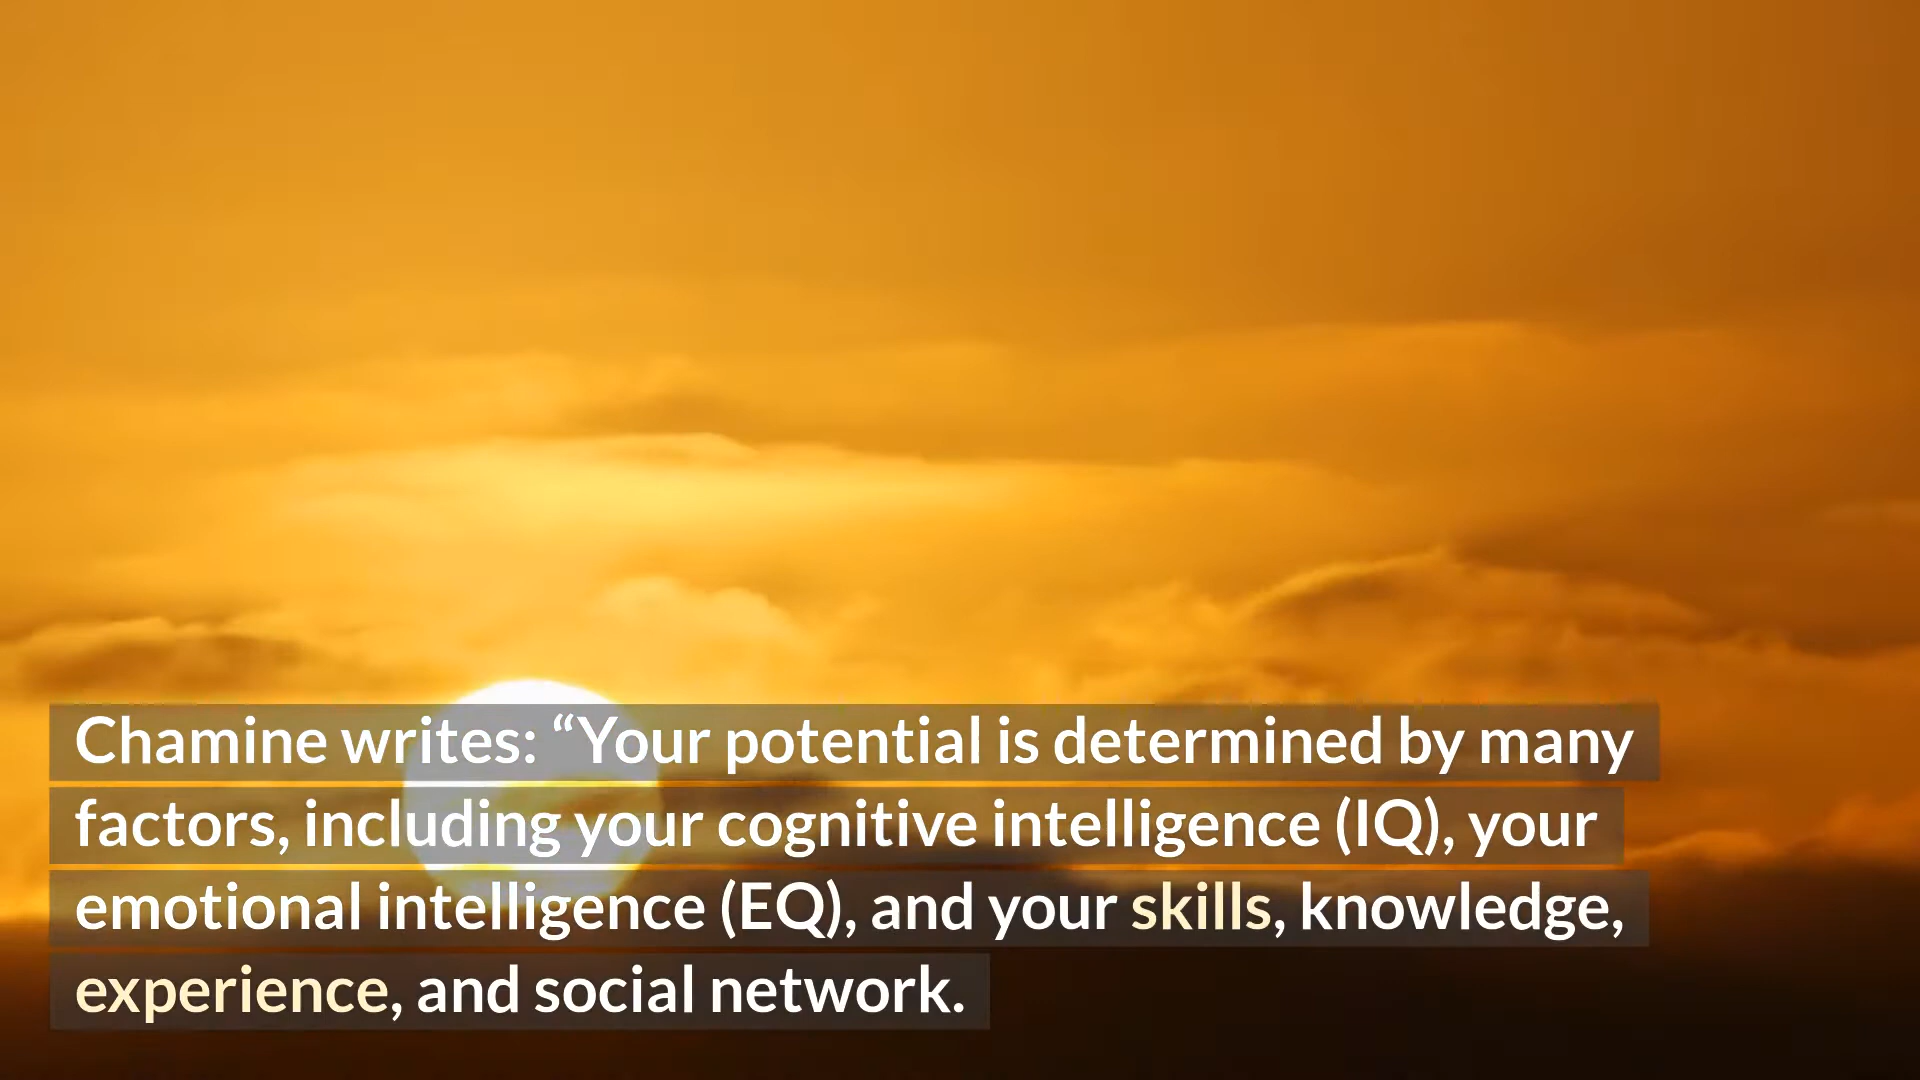 Chamine writes: “Your potential is determined by many
factors, including your cognitive intelligence (IQ), your
emotional intelligence (EQ), and your skills, knowledge,
experience, and social network.